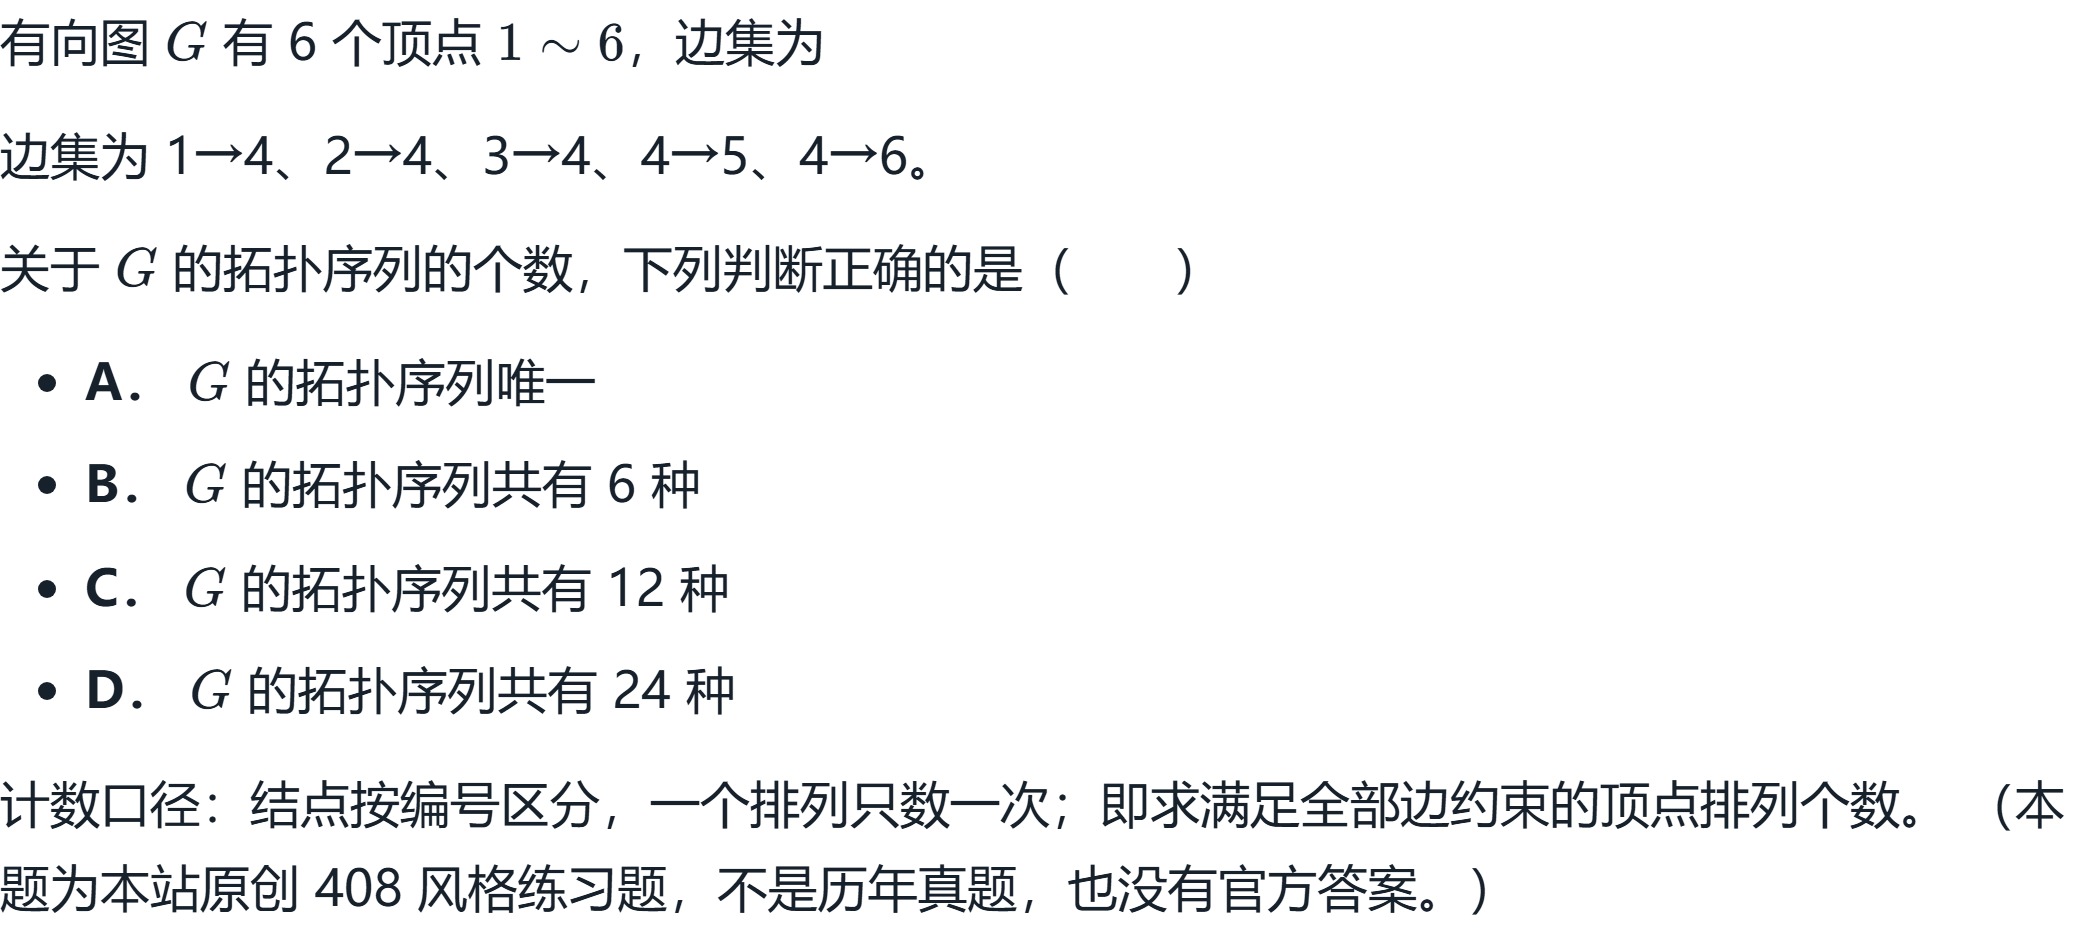 有向图 G 有 6 个顶点 1 ∼ 6，边集为
边集为 1→4、2→4、3→4、4→5、4→6。
关于 G 的拓扑序列的个数，下列判断正确的是（　　）
• A． G 的拓扑序列唯一
• B． G 的拓扑序列共有 6 种
• C． G 的拓扑序列共有 12 种
• D． G 的拓扑序列共有 24 种
计数口径：结点按编号区分，一个排列只数一次；即求满足全部边约束的顶点排列个数。 （本
题为本站原创 408 风格练习题，不是历年真题，也没有官方答案。）